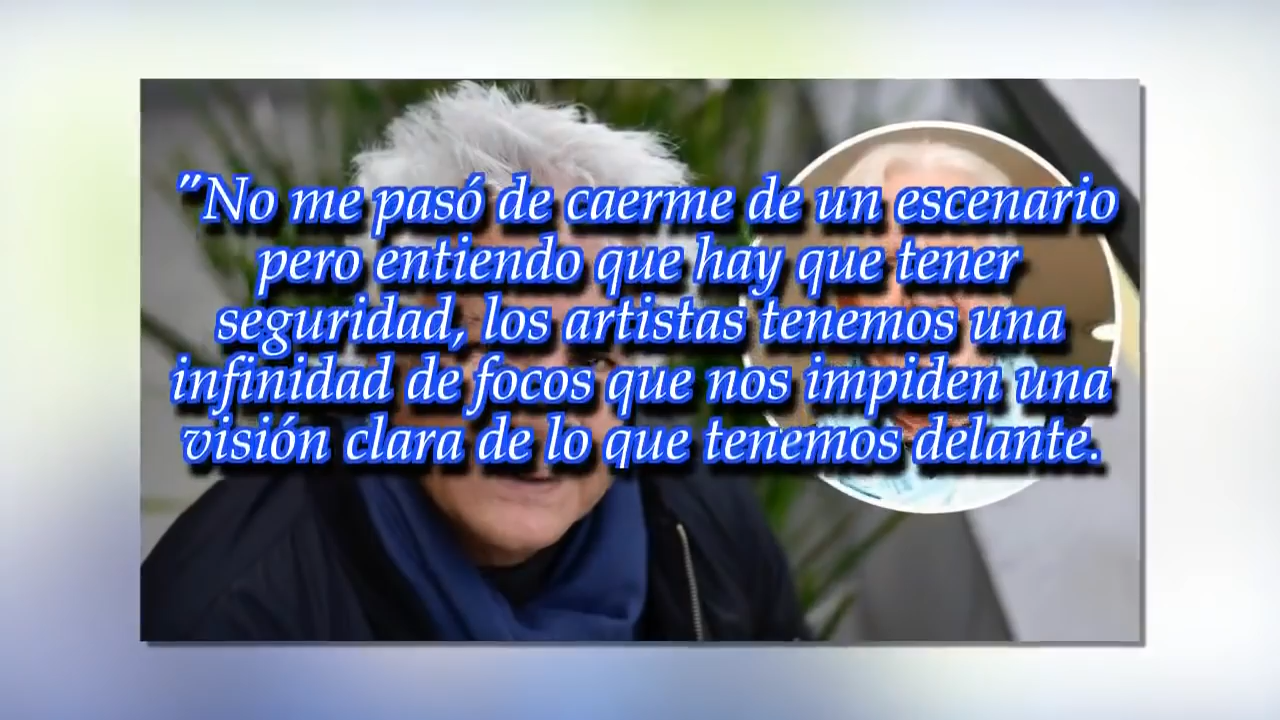 "No me pasó de caerme de un escenario
pero entiendo que hay que tener
seguridad, los artistas tenemos una
infinidad de focos que nos impiden una
visión clara de lo que tenemos delante.